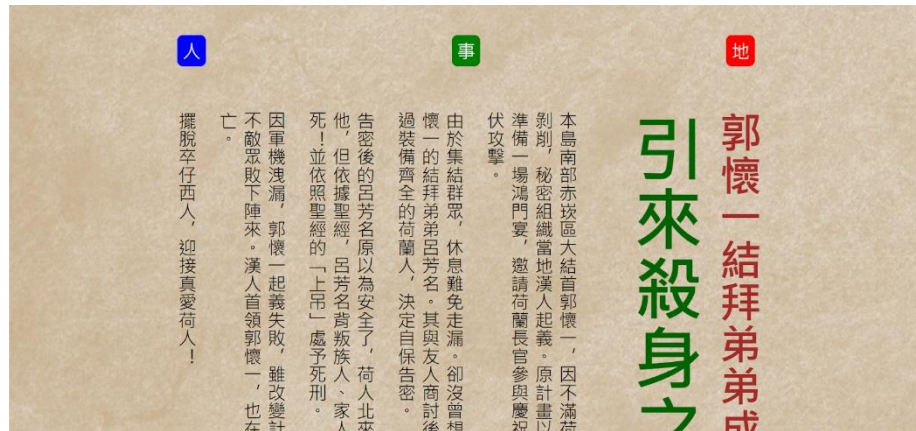 地
事
人
郭懷一結拜弟弟成
引來殺身之
本島南部赤崁區大結首郭懷一，因不滿荷
剝削，秘密組織當地漢人起義。原計畫以
準備一場鴻門宴，邀請荷蘭長官參與慶祝
伏攻擊。
由於集結群眾，休息難免走漏。卻沒曾想
懷一的結拜弟弟呂芳名。其與友人商討後
過裝備齊全的荷蘭人，決定自保告密。
告密後的呂芳名原以為安全了，荷人北來
他，但依據聖經，呂芳名背叛族人、家人
死！並依照聖經的「上吊」處予死刑。
因軍機洩漏，郭懷一起義失敗，雖改變計
不敵眾敗下陣來。漢人首領郭懷一，也在
亡。
擺脫卒仔西人，迎接真愛荷人！